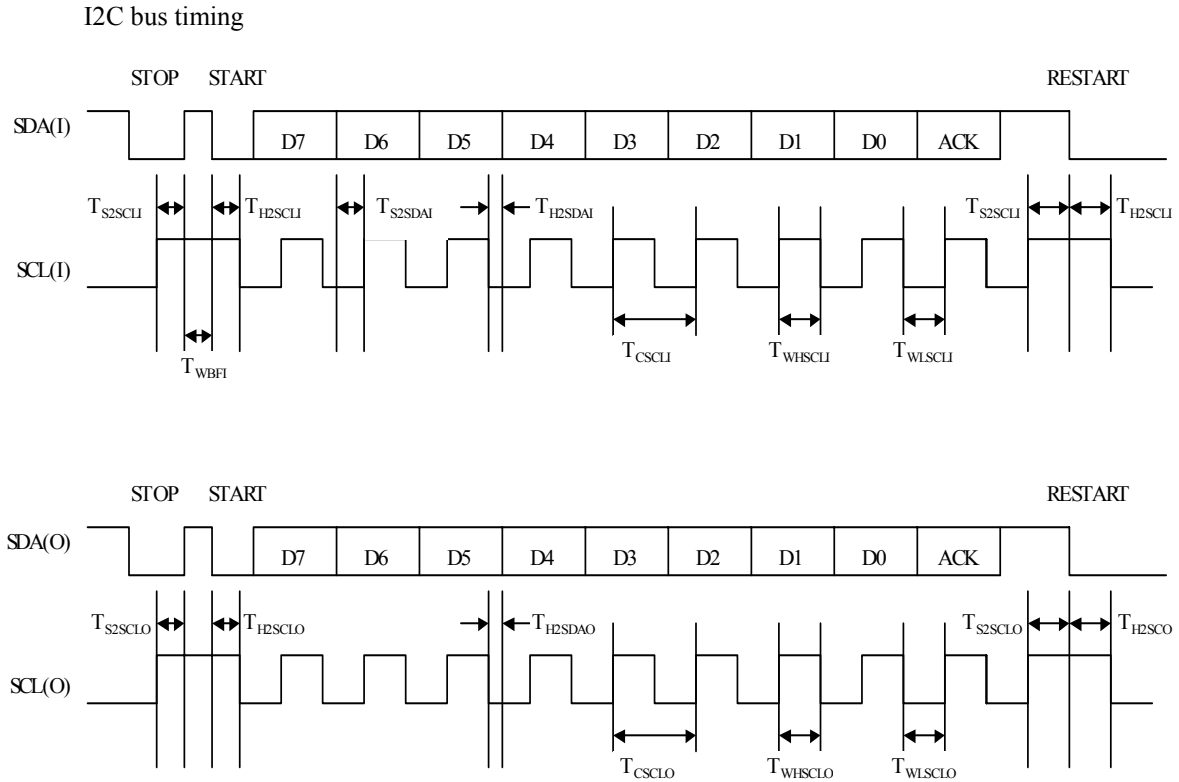 I2C bus timing
STOP START RESTART
SDA(I)
D7 D6 D5 D4 D3 D2 D1 D0 ACK
TS2SCLI TH2SCLI TS2SDAI TH2SDAI TS2SCLI TH2SCLI
SCL(I)
TCSCLI TWHSCLI TWLSCLI
TWBFI
STOP START RESTART
SDA(O)
D7 D6 D5 D4 D3 D2 D1 D0 ACK
TS2SCLO TH2SCLO TH2SDAO TS2SCLO TH2SCO
SCL(O)
TCSCLO TWHSCLO TWLSCLO